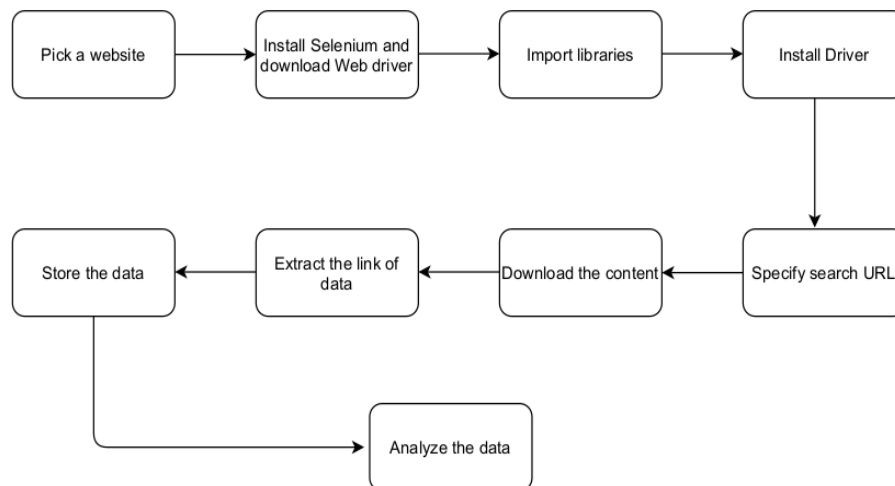 Pick a website
Install Selenium and
download Web driver
Import libraries
Install Driver
Specify search URL
Download the content
Extract the link of
data
Store the data
Analyze the data